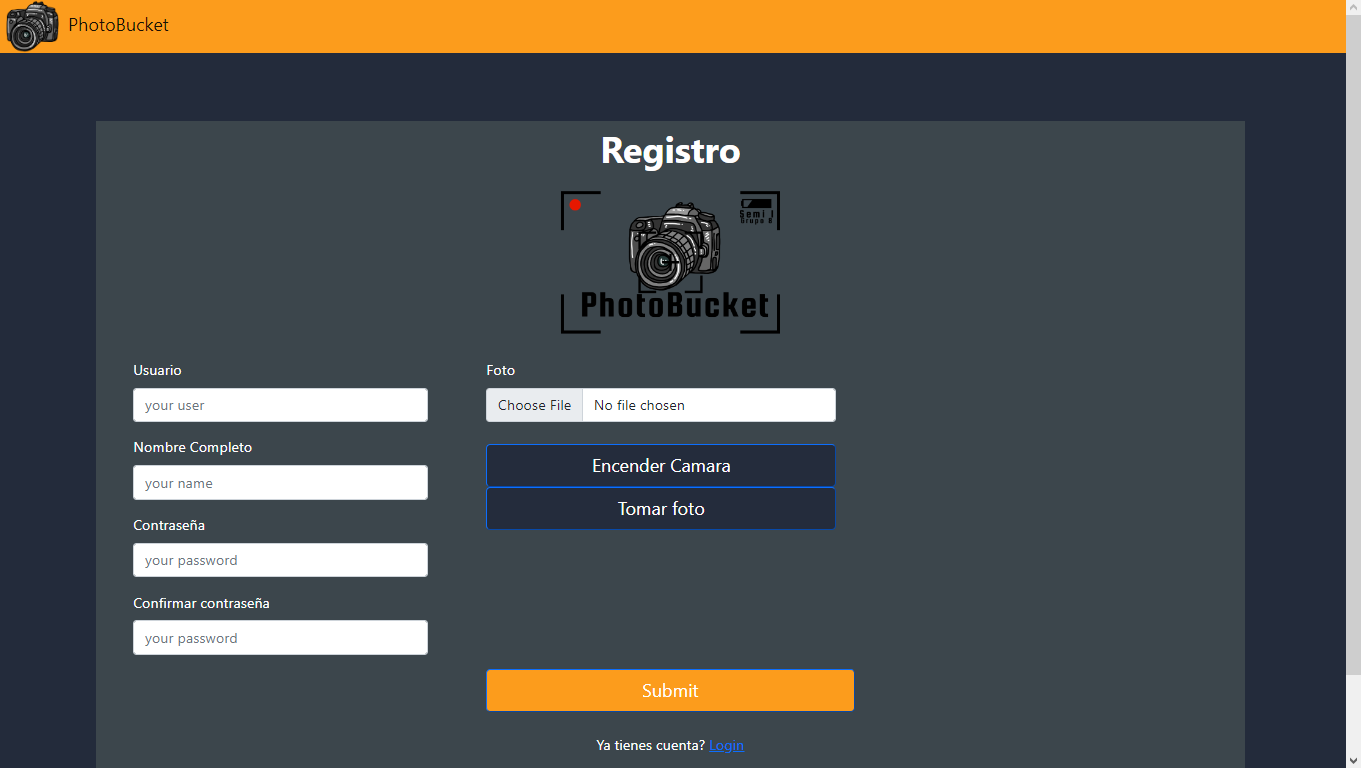 PhotoBucket
Registro
Semi 1
Grupo 8
PhotoBucket
Usuario
your user
Nombre Completo
your name
Contraseña
your password
Confirmar contraseña
your password
Foto
Choose File No file chosen
Encender Camara
Tomar foto
Submit
Ya tienes cuenta? Login